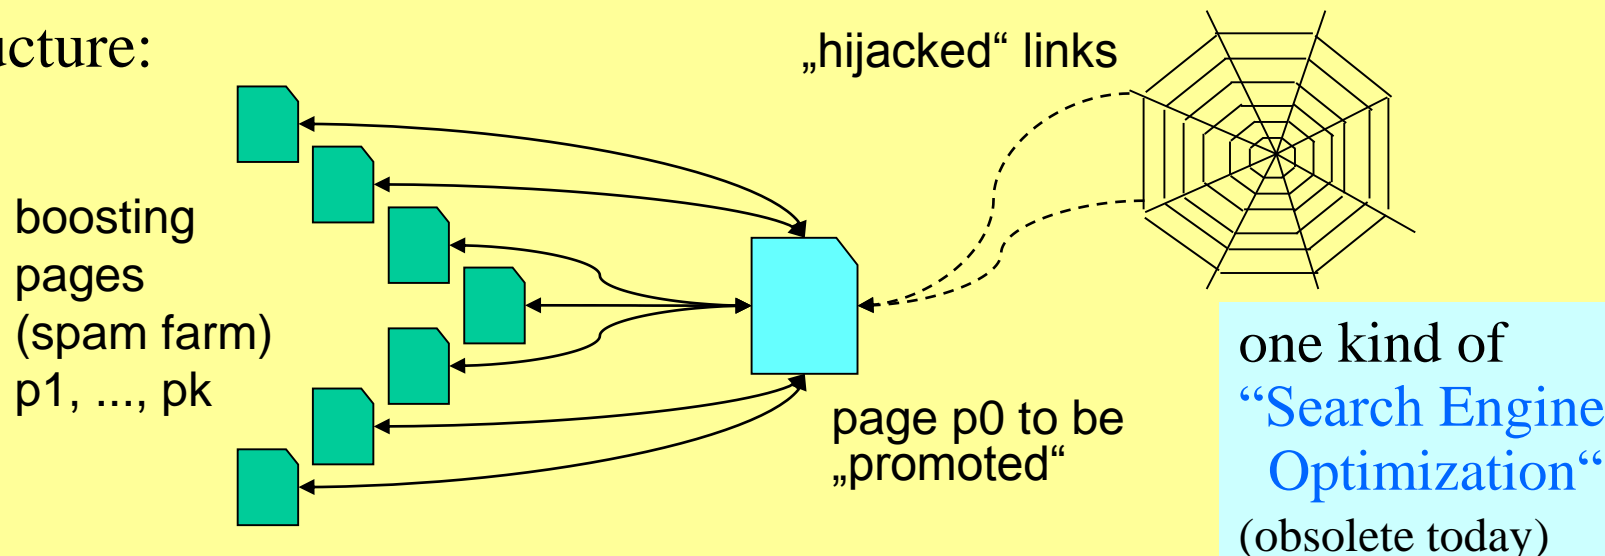 ucture:
„hijacked“ links
boosting
pages
(spam farm)
p1, ..., pk
page p0 to be
„promoted“
one kind of
“Search Engine
Optimization“
(obsolete today)